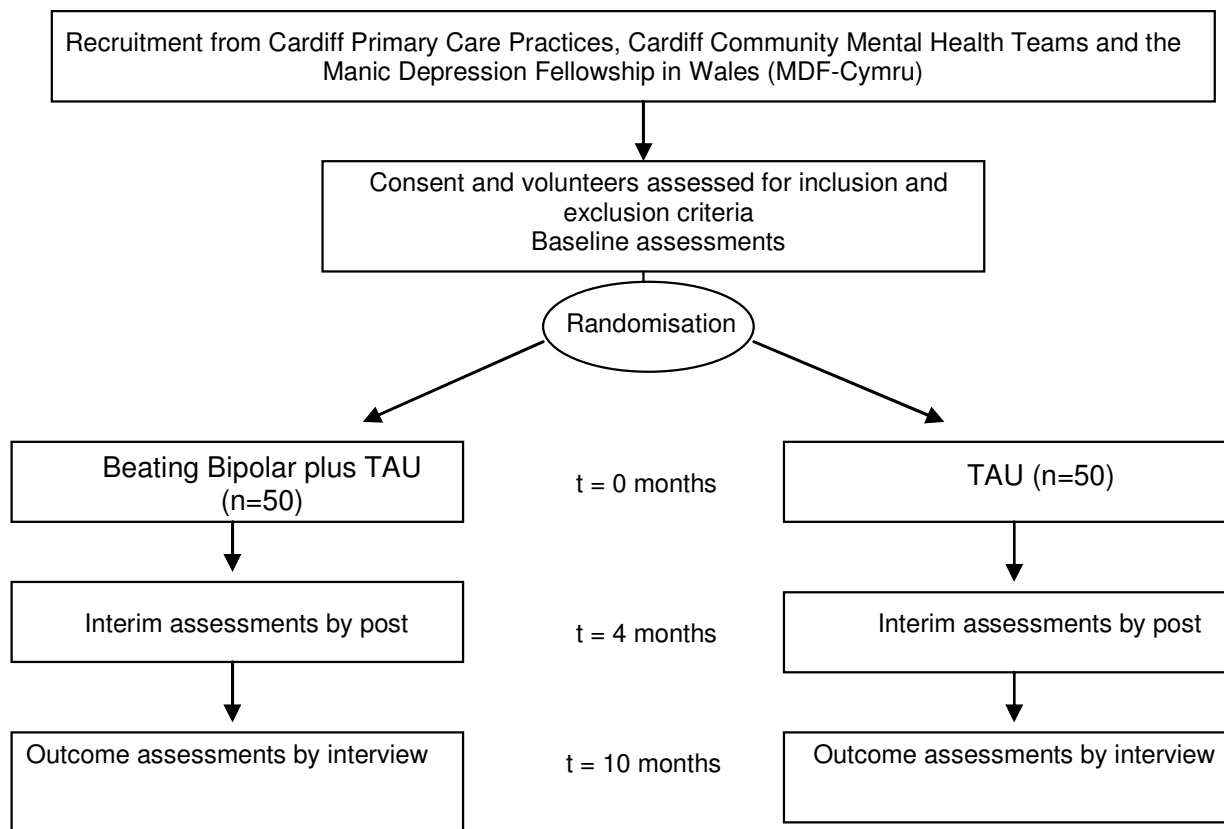 Recruitment from Cardiff Primary Care Practices, Cardiff Community Mental Health Teams and the
Manic Depression Fellowship in Wales (MDF-Cymru)
Consent and volunteers assessed for inclusion and
exclusion criteria
Baseline assessments
Randomisation
Beating Bipolar plus TAU
(n=50)
t = 0 months
TAU (n=50)
Interim assessments by post
t = 4 months
Interim assessments by post
Outcome assessments by interview
t = 10 months
Outcome assessments by interview